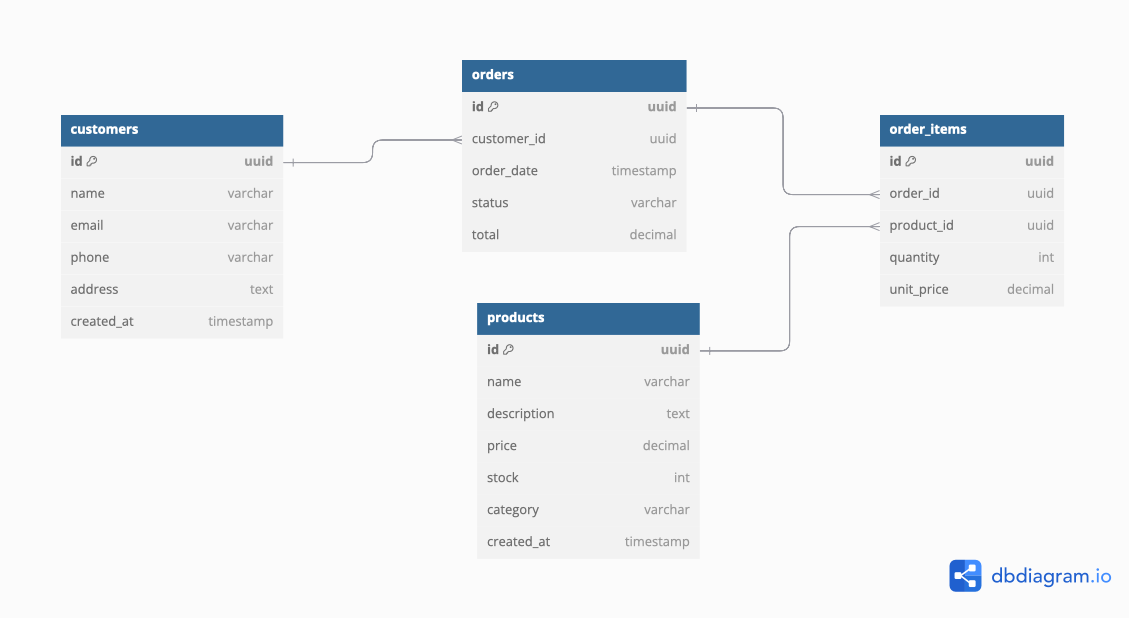 customers
id uuid
name varchar
email varchar
phone varchar
address text
created_at timestamp
orders
id uuid
customer_id uuid
order_date timestamp
status varchar
total decimal
products
id uuid
name varchar
description text
price decimal
stock int
category varchar
created_at timestamp
order_items
id uuid
order_id uuid
product_id uuid
quantity int
unit_price decimal
dbdiagram.io